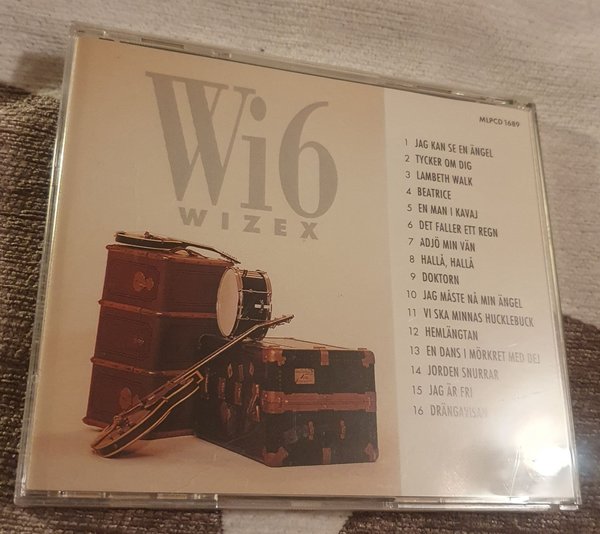 Wi6
WIZEX
MLPCD 1689
1 JAG KAN SE EN ÄNGEL
2 TYCKER OM DIG
3 LAMBETH WALK
4 BEATRICE
5 EN MAN I KAVAJ
6 DET FALLER ETT REGN
7 ADJÖ MIN VÄN
8 HALLÅ, HALLÅ
9 DOKTORN
10 JAG MÅSTE NÅ MIN ÄNGEL
11 VI SKA MINNAS HUCKLEBUCK
12 HEMLÄNGTAN
13 EN DANS I MÖRKRET MED DEJ
14 JORDEN SNURRAR
15 JAG ÄR FRI
16 DRÄNGAVISAN